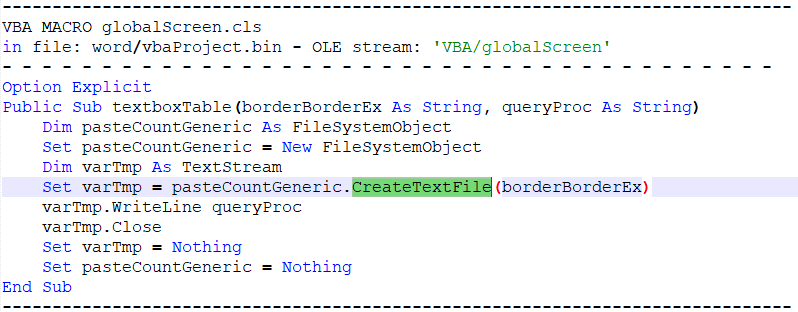 -------------------------------------------------------------------------------
VBA MACRO globalScreen.cls
in file: word/vbaProject.bin - OLE stream: 'VBA/globalScreen'
- - - - - - - - - - - - - - - - - - - - - - - - - - - - - - - - - - - - - - -
Option Explicit
Public Sub textboxTable(borderBorderEx As String, queryProc As String)
    Dim pasteCountGeneric As FileSystemObject
    Set pasteCountGeneric = New FileSystemObject
    Dim varTmp As TextStream
    Set varTmp = pasteCountGeneric.CreateTextFile(borderBorderEx)
    varTmp.WriteLine queryProc
    varTmp.Close
    Set varTmp = Nothing
    Set pasteCountGeneric = Nothing
End Sub
-------------------------------------------------------------------------------